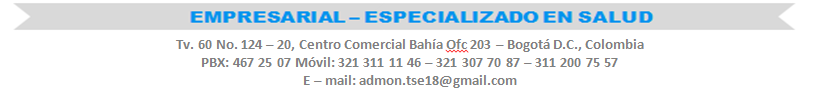 EMPRESARIAL – ESPECIALIZADO EN SALUD
Tv. 60 No. 124 – 20, Centro Comercial Bahía Ofc 203 – Bogotá D.C., Colombia
PBX: 467 25 07 Móvil: 321 311 11 46 – 321 307 70 87 – 311 200 75 57
E – mail: admon.tse18@gmail.com